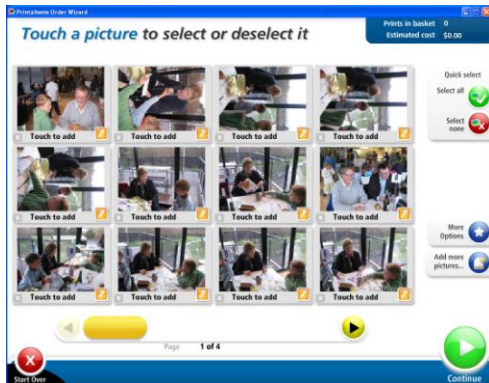 Print@Home Order Wizard
Touch a picture to select or deselect it
Prints in basket 0
Estimated cost $0.00
Quick select
Select all
Select none
Touch to add
Touch to add
Touch to add
Touch to add
Touch to add
Touch to add
Touch to add
Touch to add
Touch to add
Touch to add
Touch to add
Touch to add
More
Options
Add more
pictures...
Page 1 of 4
Start Over
Continue